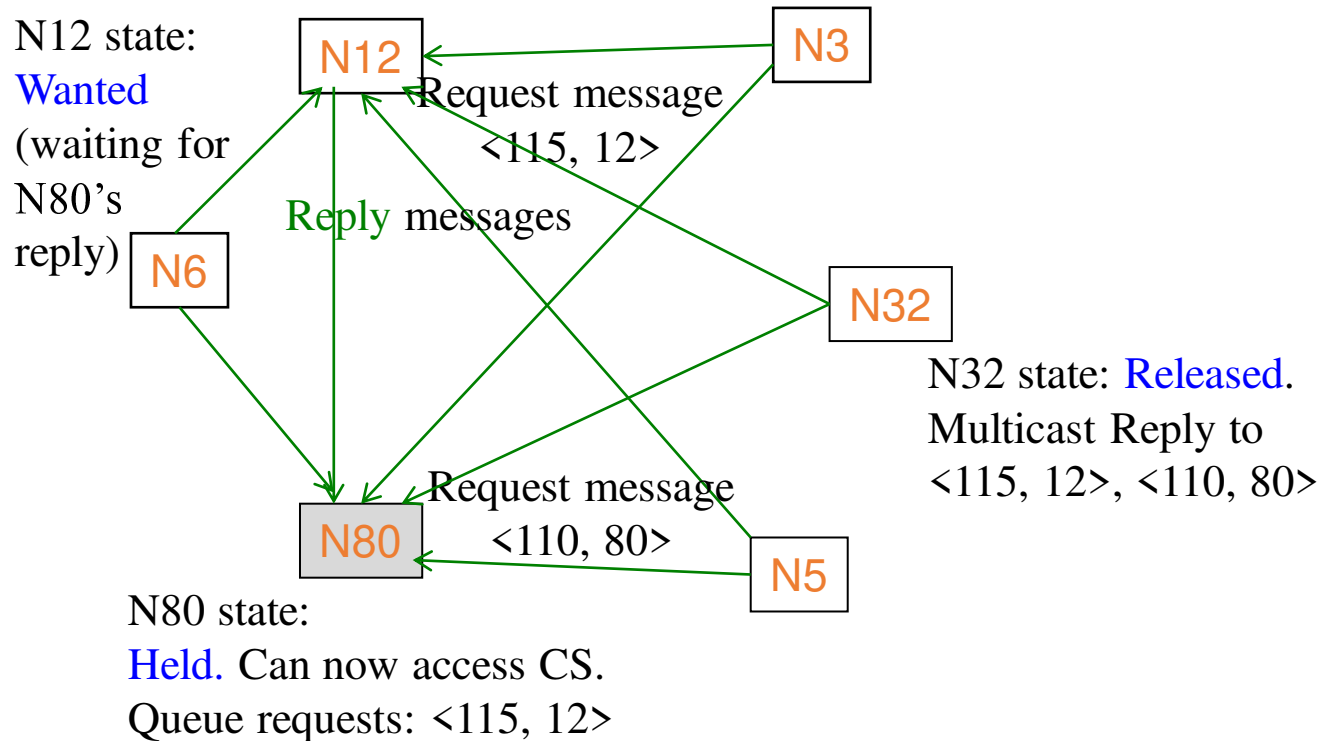 N12 state:
Wanted
(waiting for
N80's
reply)
N12
N3
Request message
<115, 12>
Reply messages
N6
N32
N32 state: Released.
Multicast Reply to
<115, 12>, <110, 80>
Request message
<110, 80>
N80
N5
N80 state:
Held. Can now access CS.
Queue requests: <115, 12>